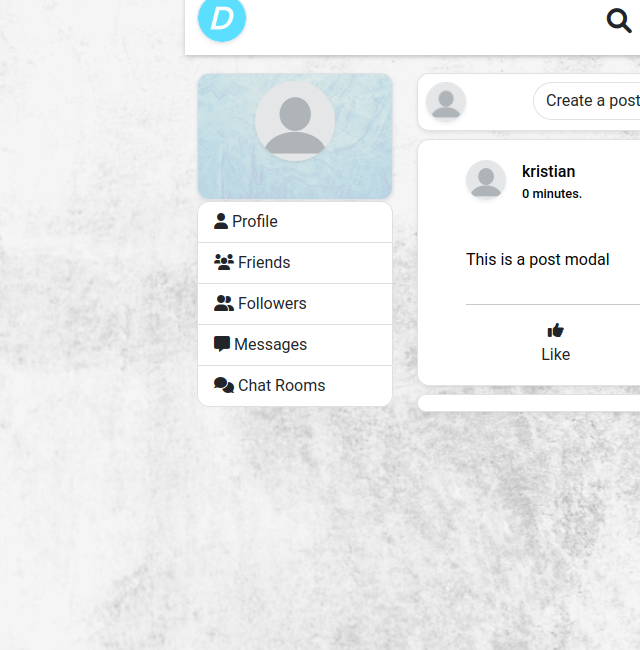 D
Create a post
kristian
0 minutes.
Profile
Friends
This is a post modal
Followers
Messages
Like
Chat Rooms